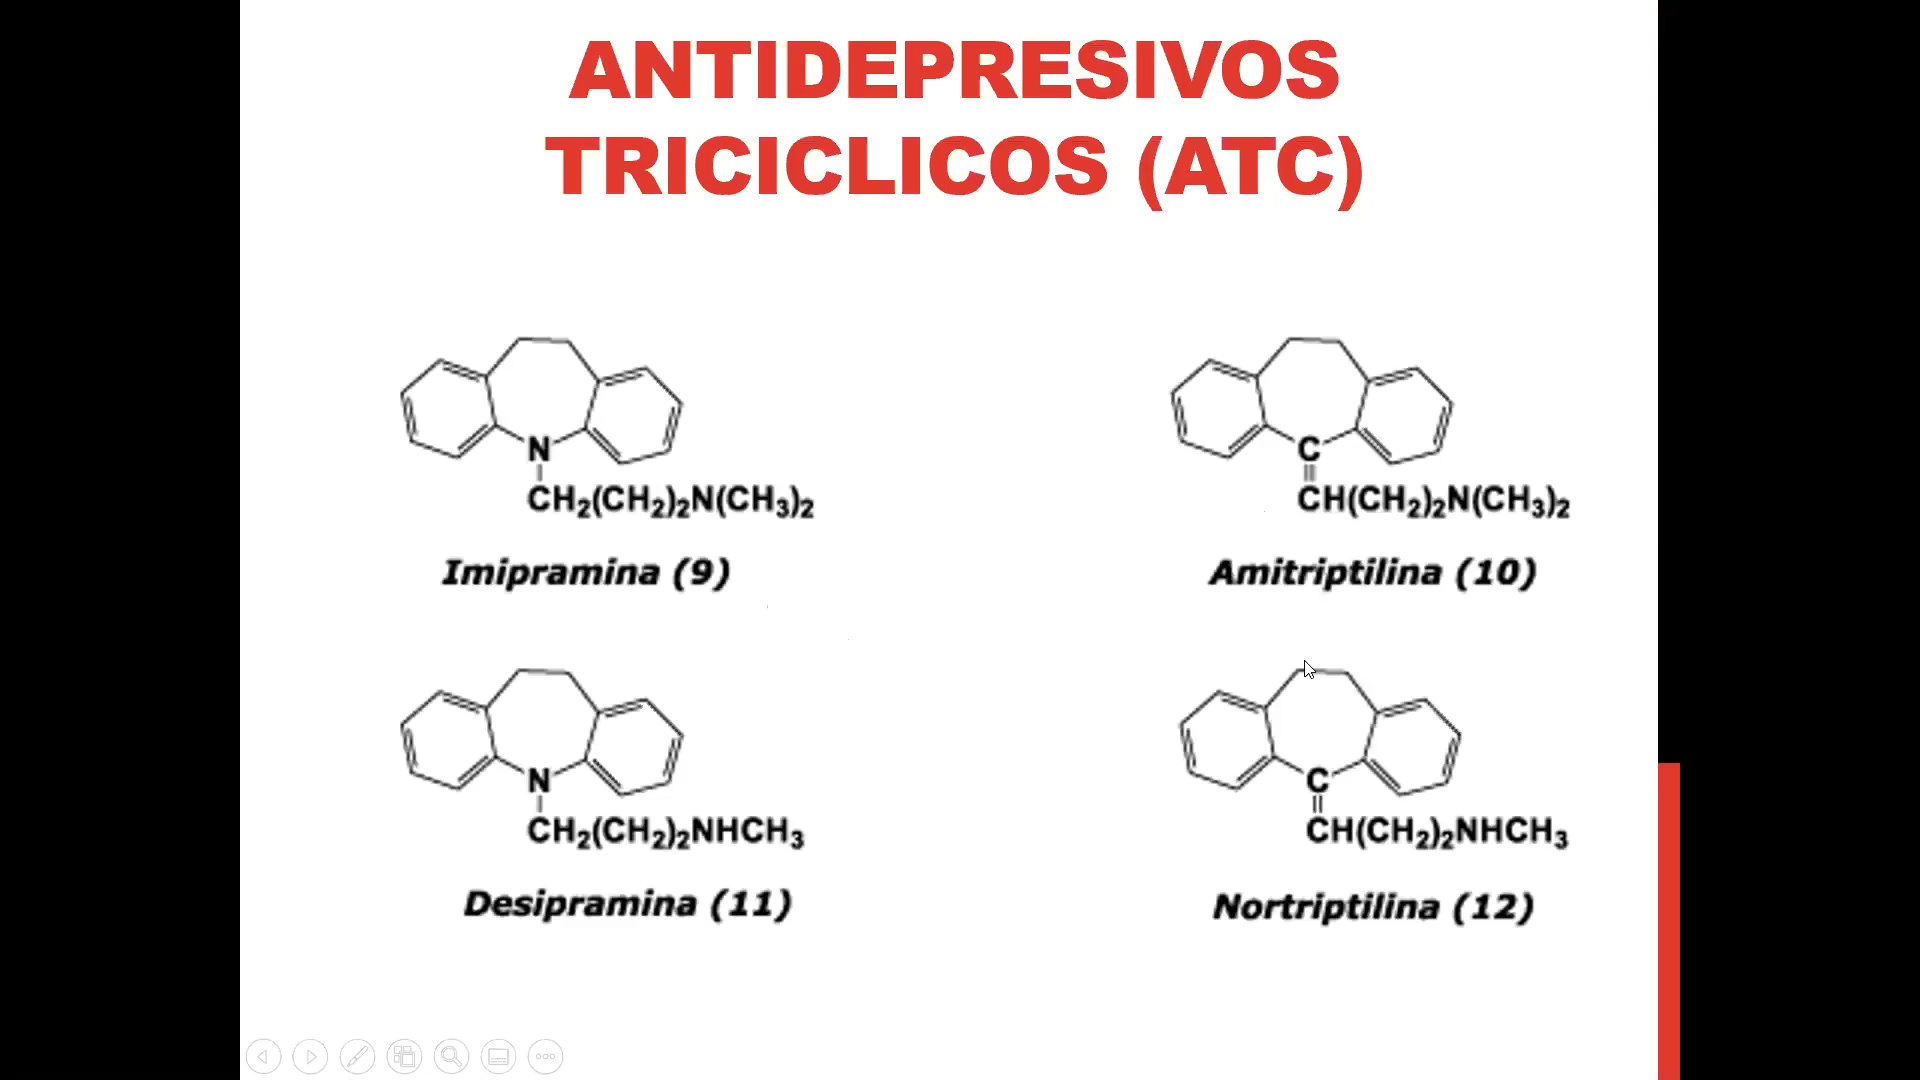 ANTIDEPRESIVOS
TRICICLICOS (ATC)
N
CH₂(CH₂)₂N(CH₃)₂
Imipramina (9)
C
CH(CH₂)₂N(CH₃)₂
Amitriptilina (10)
N
CH₂(CH₂)₂NHCH₃
Desipramina (11)
C
CH(CH₂)₂NHCH₃
Nortriptilina (12)